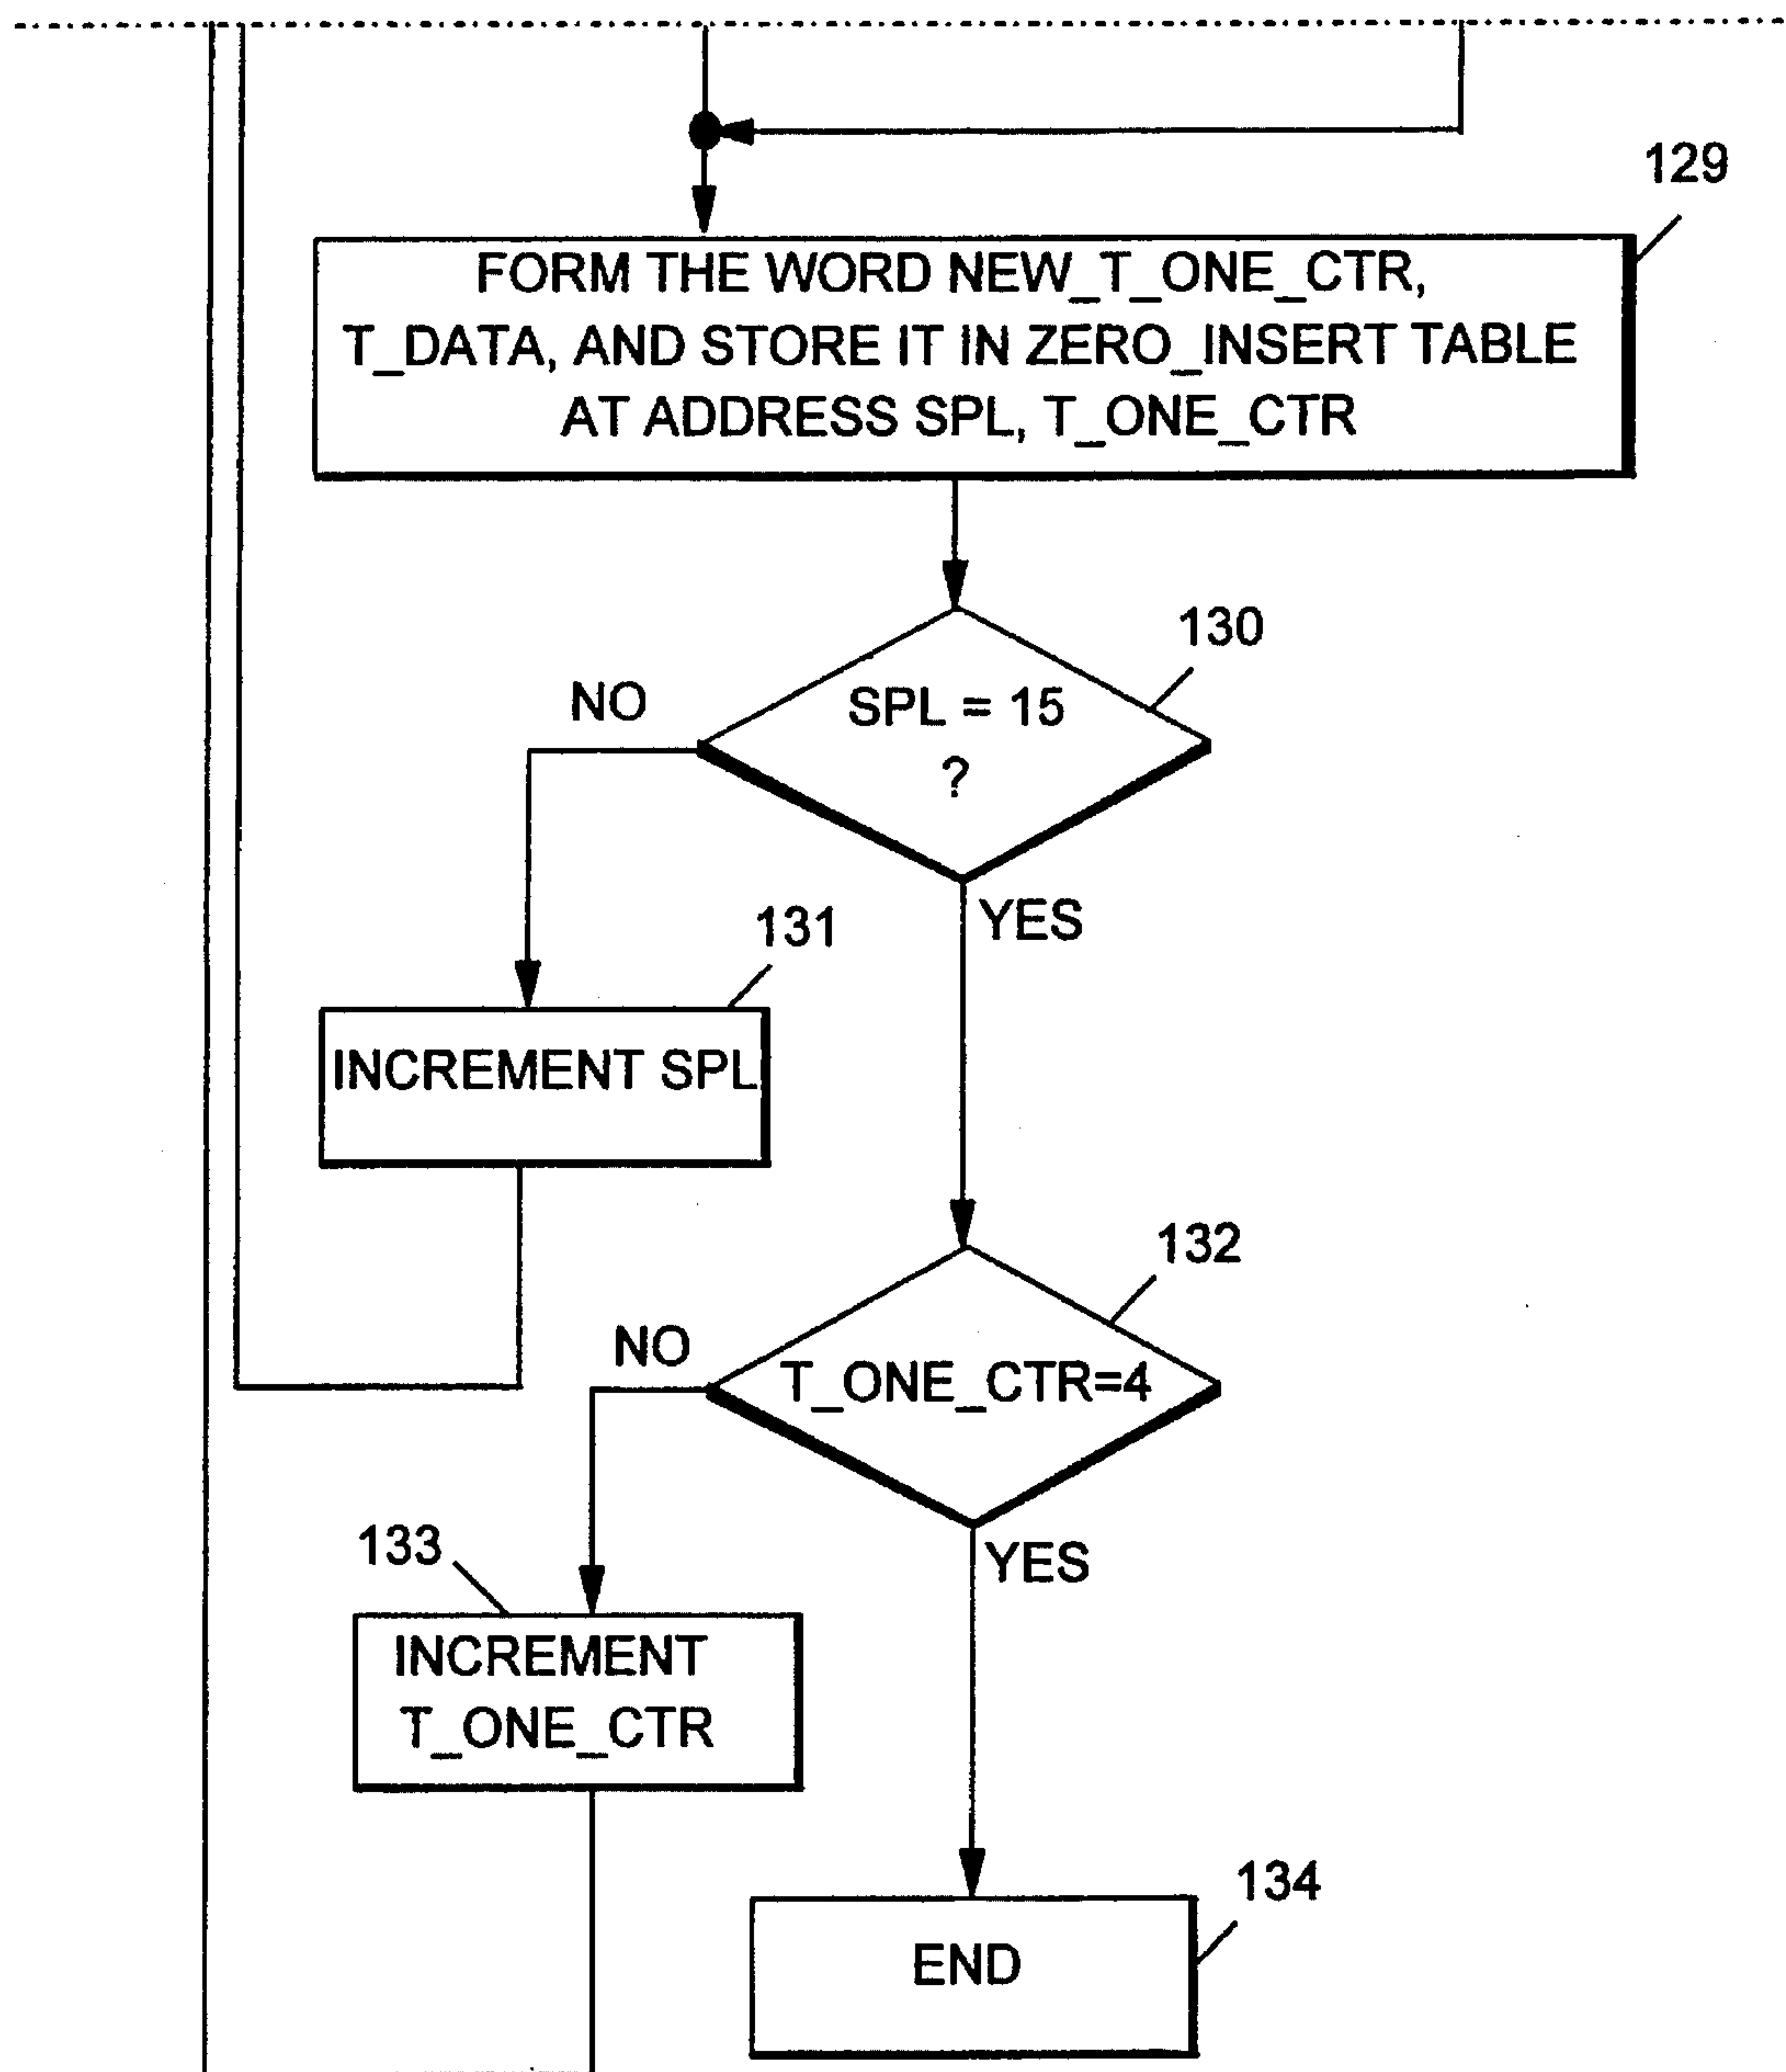 129
FORM THE WORD NEW_T_ONE_CTR,
T_DATA, AND STORE IT IN ZERO_INSERT TABLE
AT ADDRESS SPL, T_ONE_CTR
130
NO
SPL = 15
?
YES
131
INCREMENT SPL
132
NO
T_ONE_CTR=4
133
YES
INCREMENT
T_ONE_CTR
134
END